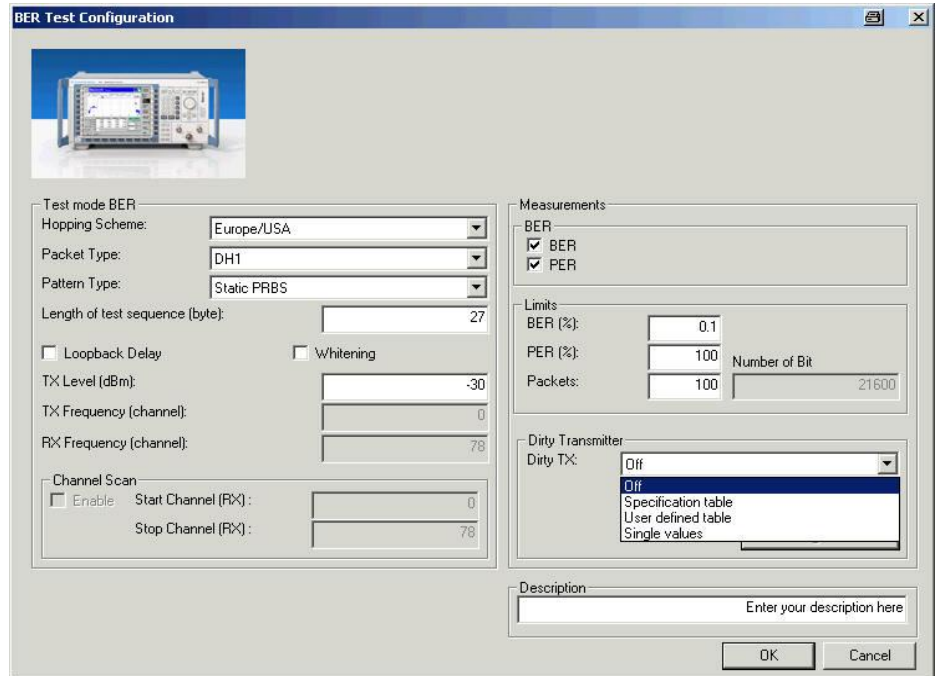 BER Test Configuration
Test mode BER
Hopping Scheme:
Europe/USA
Packet Type:
DH1
Pattern Type:
Static PRBS
Length of test sequence (byte):
27
Loopback Delay
Whitening
TX Level (dBm):
-30
TX Frequency (channel):
0
RX Frequency (channel):
78
Channel Scan
Enable
Start Channel (RX) :
0
Stop Channel (RX) :
78
Measurements
BER
BER
PER
Limits
BER (%):
0.1
PER (%):
100
Number of Bit
Packets:
100
21600
Dirty Transmitter
Dirty TX:
Off
Off
Specification table
User defined table
Single values
Description
Enter your description here
OK
Cancel